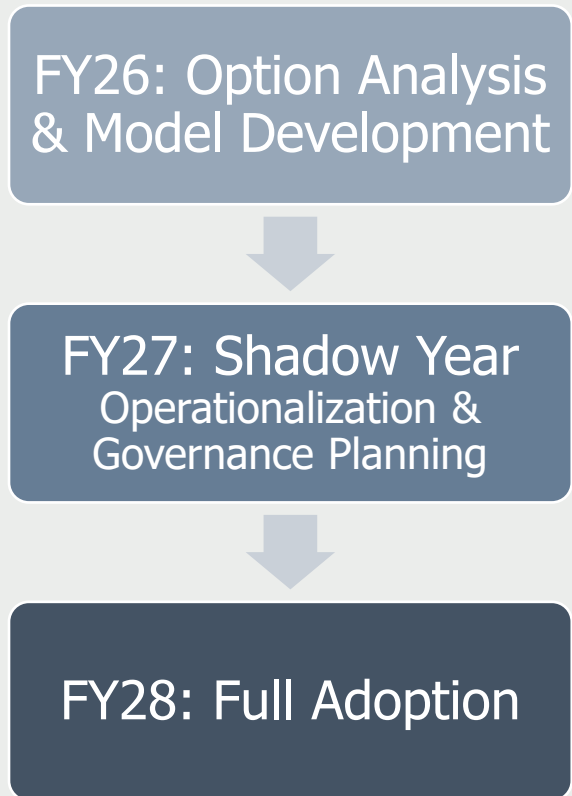 FY26: Option Analysis
& Model Development
FY27: Shadow Year
Operationalization &
Governance Planning
FY28: Full Adoption